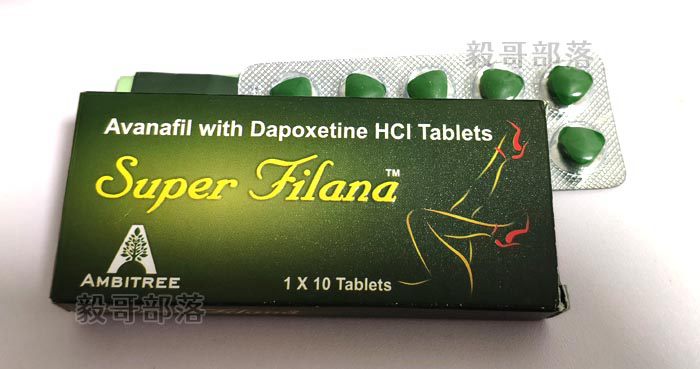 毅哥部落
Avanafil with Dapoxetine HCl Tablets
Super Filana™
AMBITREE
1 X 10 Tablets
毅哥部落
Filana™